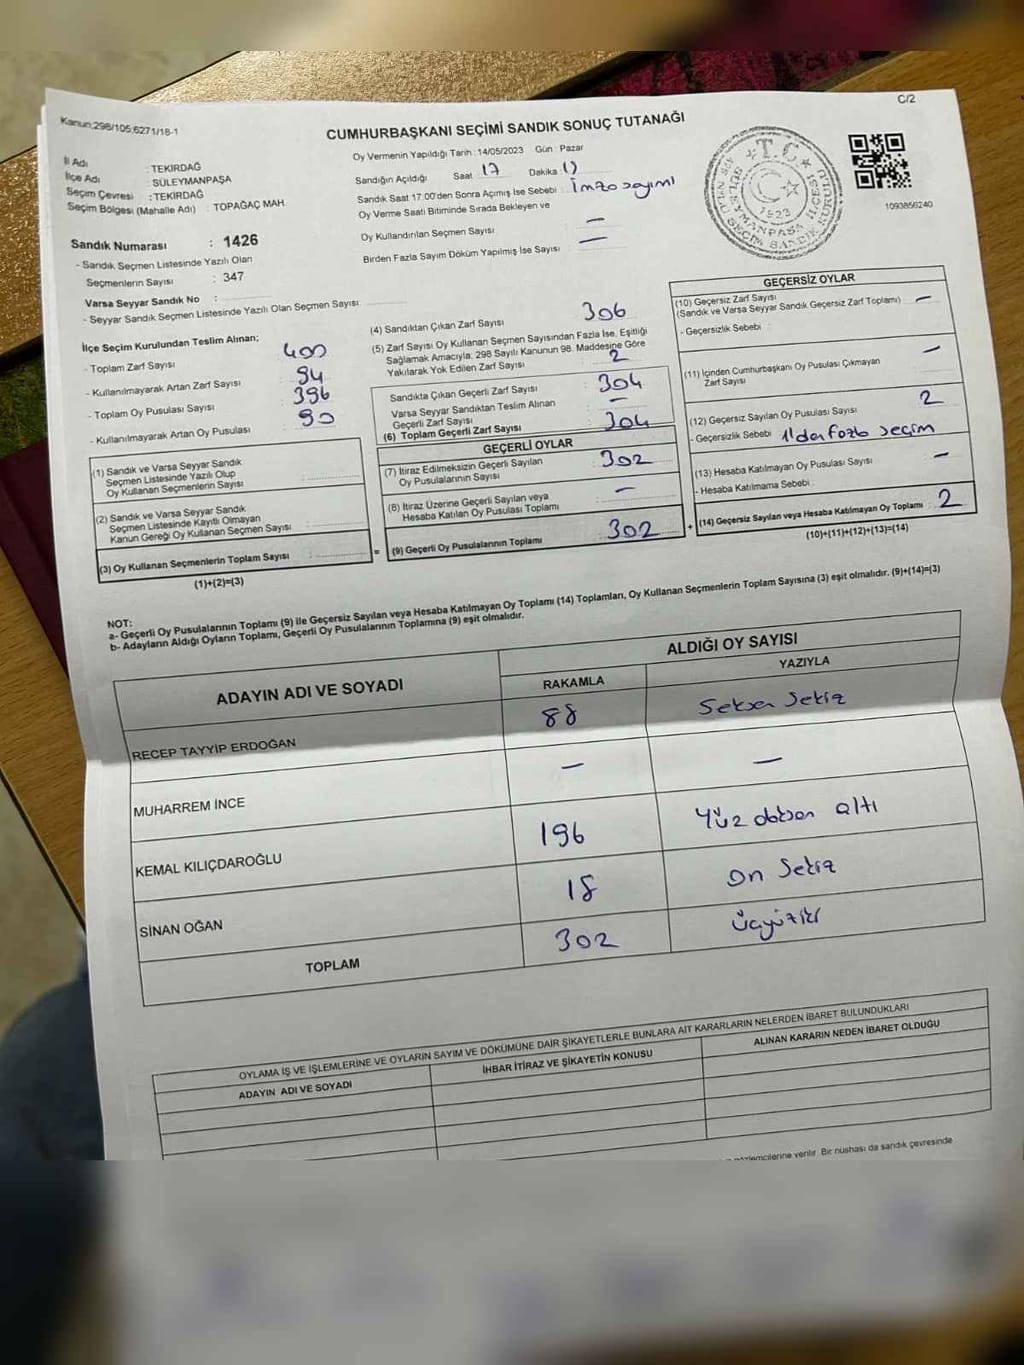 C/2
Kanun:298/105;6271/18-1
CUMHURBAŞKANI SEÇİMİ SANDIK SONUÇ TUTANAĞI
İl Adı : TEKİRDAĞ
İlçe Adı : SÜLEYMANPAŞA
Seçim Çevresi : TEKİRDAĞ
Seçim Bölgesi (Mahalle Adı) : TOPAĞAÇ MAH.
Oy Vermenin Yapıldığı Tarih : 14/05/2023 Gün : Pazar
Sandığın Açıldığı Saat 17 Dakika
Sandık Saat 17.00'den Sonra Açımış İse Sebebi : İmza sayımı
Oy Verme Saati Bitiminde Sırada Bekleyen ve
Oy Kullandırılan Seçmen Sayısı —
Birden Fazla Sayım Döküm Yapılmış İse Sayısı —
T.C.
SÜLEYMANPAŞA İLÇESİ
1923
1093856240
Sandık Numarası : 1426
- Sandık Seçmen Listesinde Yazılı Olan
Seçmenlerin Sayısı : 347
Varsa Seyyar Sandık No :
- Seyyar Sandık Seçmen Listesinde Yazılı Olan Seçmen Sayısı:
İlçe Seçim Kurulundan Teslim Alınan;
- Toplam Zarf Sayısı : 400
- Kullanılmayarak Artan Zarf Sayısı : 94
- Toplam Oy Pusulası Sayısı : 396
- Kullanılmayarak Artan Oy Pusulası : 90
(1) Sandık ve Varsa Seyyar Sandık
Seçmen Listesinde Yazılı Olup
Oy Kullanan Seçmenlerin Sayısı :
(2) Sandık ve Varsa Seyyar Sandık
Seçmen Listesinde Kayıtlı Olmayan
Kanun Gereği Oy Kullanan Seçmen Sayısı :
(3) Oy Kullanan Seçmenlerin Toplam Sayısı :
(1)+(2)=(3)
=
(4) Sandıktan Çıkan Zarf Sayısı 306
(5) Zarf Sayısı Oy Kullanan Seçmen Sayısından Fazla İse, Eşitliği
Sağlamak Amacıyla, 298 Sayılı Kanunun 98. Maddesine Göre
Yakılarak Yok Edilen Zarf Sayısı : 2
Sandıkta Çıkan Geçerli Zarf Sayısı : 304
Varsa Seyyar Sandıktan Teslim Alınan
Geçerli Zarf Sayısı : —
(6) Toplam Geçerli Zarf Sayısı : 304
GEÇERLİ OYLAR
(7) İtiraz Edilmeksizin Geçerli Sayılan
Oy Pusulalarının Sayısı : 302
(8) İtiraz Üzerine Geçerli Sayılan veya
Hesaba Katılan Oy Pusulası Toplamı : —
(9) Geçerli Oy Pusulalarının Toplamı : 302
+
GEÇERSİZ OYLAR
(10) Geçersiz Zarf Sayısı
(Sandık ve Varsa Seyyar Sandık Geçersiz Zarf Toplamı) —
- Geçersizlik Sebebi :
(11) İçinden Cumhurbaşkanı Oy Pusulası Çıkmayan
Zarf Sayısı : —
(12) Geçersiz Sayılan Oy Pusulası Sayısı : 2
- Geçersizlik Sebebi : 1'den fazla seçim
(13) Hesaba Katılmayan Oy Pusulası Sayısı : —
- Hesaba Katılmama Sebebi :
(14) Geçersiz Sayılan veya Hesaba Katılmayan Oy Toplamı : 2
(10)+(11)+(12)+(13)=(14)
NOT:
a- Geçerli Oy Pusulalarının Toplamı (9) ile Geçersiz Sayılan veya Hesaba Katılmayan Oy Toplamı (14) Toplamları, Oy Kullanan Seçmenlerin Toplam Sayısına (3) eşit olmalıdır. (9)+(14)=(3)
b- Adayların Aldığı Oyların Toplamı, Geçerli Oy Pusulalarının Toplamına (9) eşit olmalıdır.
ADAYIN ADI VE SOYADI
ALDIĞI OY SAYISI
RAKAMLA YAZIYLA
RECEP TAYYİP ERDOĞAN 88 Seksen Sekiz
MUHARREM İNCE — —
KEMAL KILIÇDAROĞLU 196 Yüz doksan altı
SİNAN OĞAN 18 On Sekiz
TOPLAM 302 Üçyüziki
OYLAMA İŞ VE İŞLEMLERİNE VE OYLARIN SAYIM VE DÖKÜMÜNE DAİR ŞİKAYETLERLE BUNLARA AİT KARARLARIN NELERDEN İBARET BULUNDUKLARI
ADAYIN ADI VE SOYADI İHBAR İTİRAZ VE ŞİKAYETİN KONUSU ALINAN KARARIN NEDEN İBARET OLDUĞU
gözlemcilerine verilir. Bir nüshası da sandık çevresinde